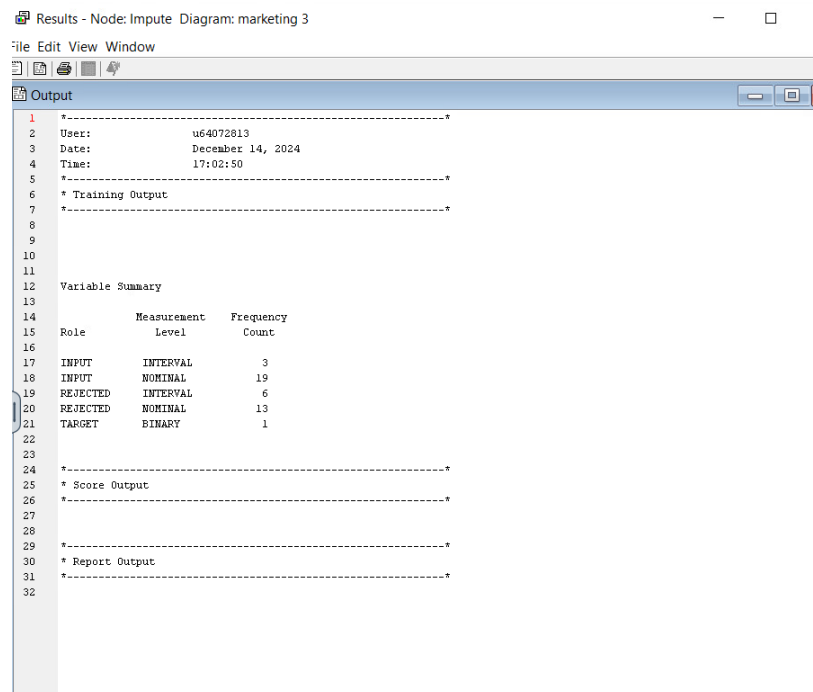 Results - Node: Impute Diagram: marketing 3
File Edit View Window
Output
1 *------------------------------------------------------------*
2 User: u64072813
3 Date: December 14, 2024
4 Time: 17:02:50
5 *------------------------------------------------------------*
6 * Training Output
7 *------------------------------------------------------------*
8
9
10
11
12 Variable Summary
13
14 Measurement Frequency
15 Role Level Count
16
17 INPUT INTERVAL 3
18 INPUT NOMINAL 19
19 REJECTED INTERVAL 6
20 REJECTED NOMINAL 13
21 TARGET BINARY 1
22
23
24 *------------------------------------------------------------*
25 * Score Output
26 *------------------------------------------------------------*
27
28
29 *------------------------------------------------------------*
30 * Report Output
31 *------------------------------------------------------------*
32